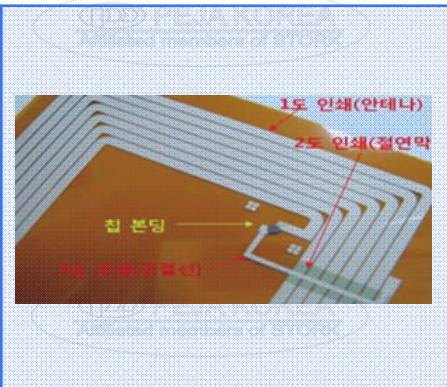 PEJA KOREA
Affiliated members of STORK
1도 인쇄(안테나)
2도 인쇄(절연막
칩 본딩
PEJA KOREA
Affiliated members of STORK